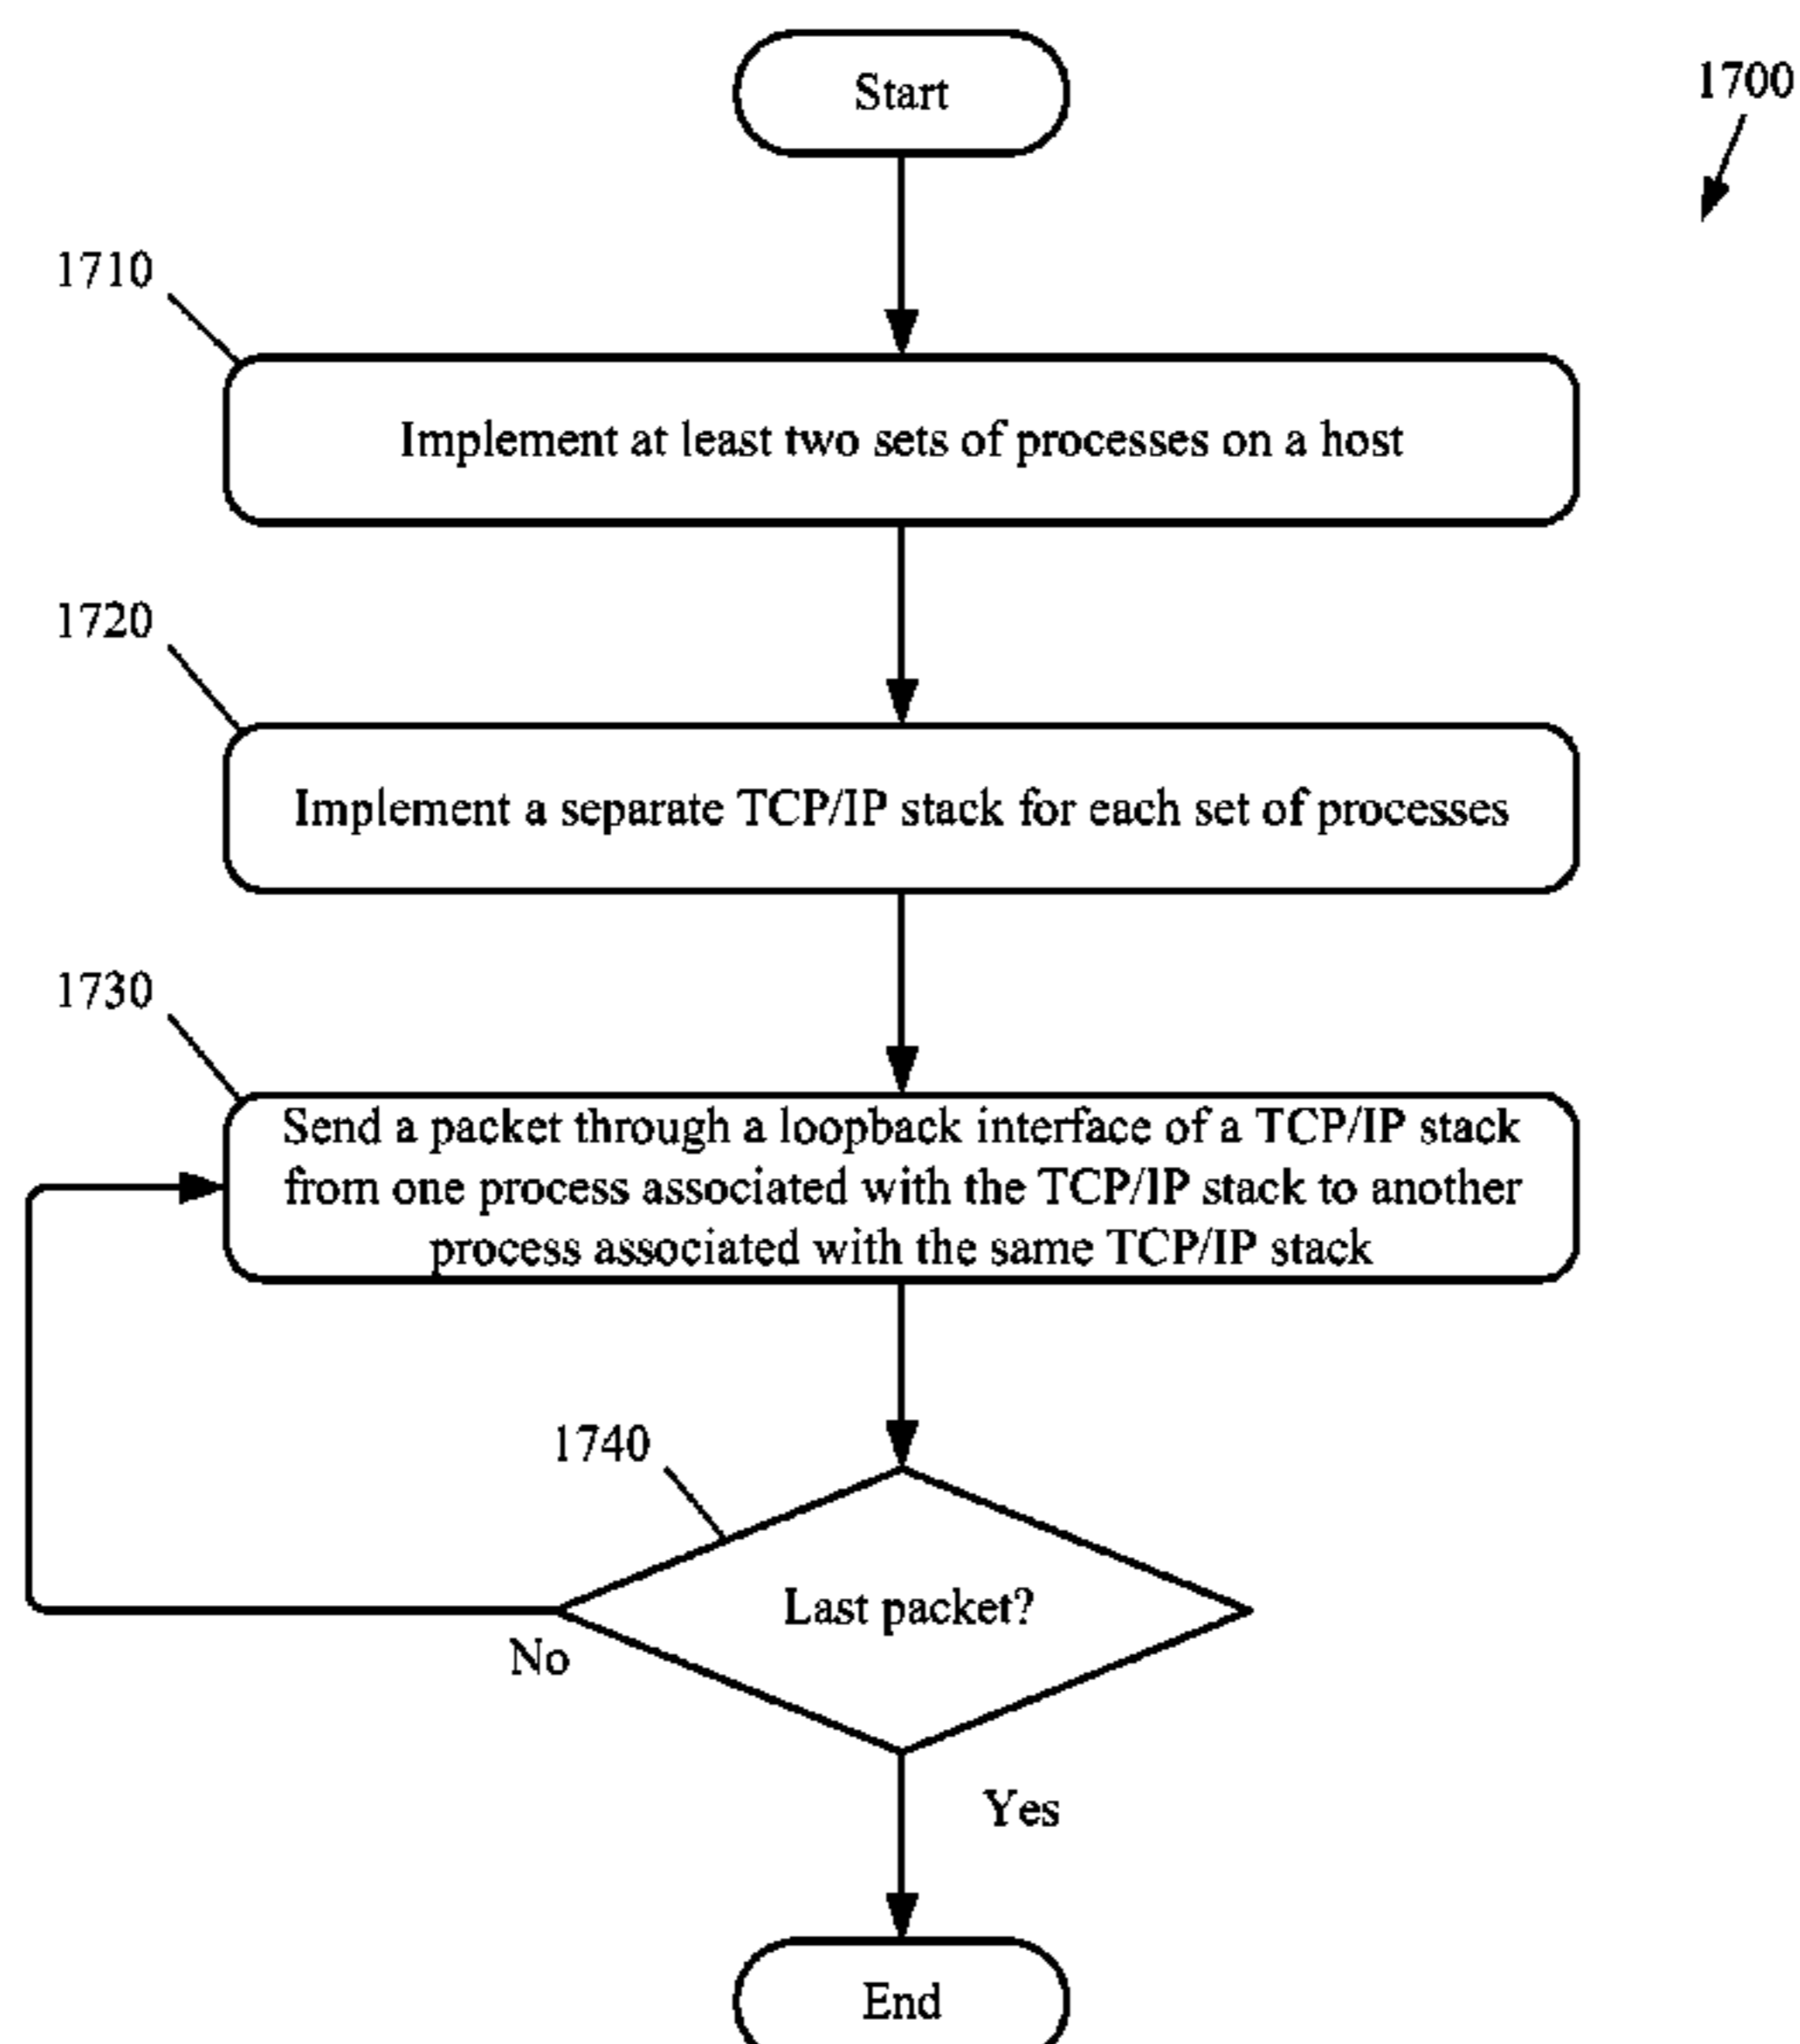 Start
1700
1710
Implement at least two sets of processes on a host
1720
Implement a separate TCP/IP stack for each set of processes
1730
Send a packet through a loopback interface of a TCP/IP stack
from one process associated with the TCP/IP stack to another
process associated with the same TCP/IP stack
1740
Last packet?
No
Yes
End